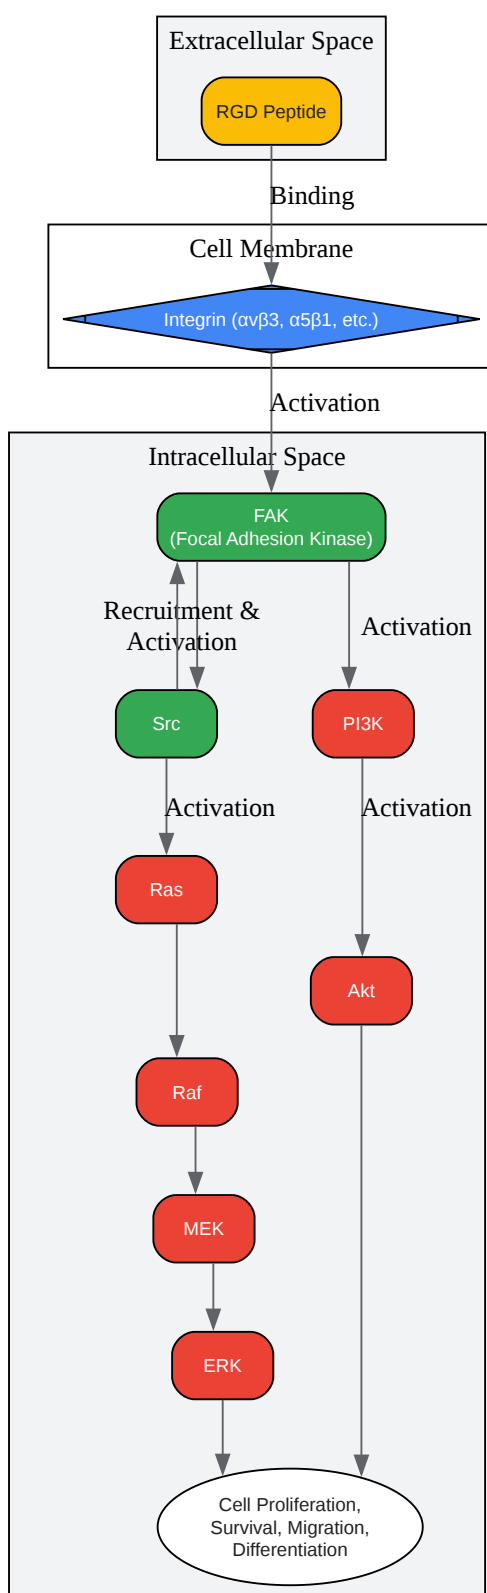 Extracellular Space
RGD Peptide
Binding
Cell Membrane
Integrin (αvβ3, α5β1, etc.)
Activation
Intracellular Space
FAK
(Focal Adhesion Kinase)
Recruitment &
Activation
Activation
Src
PI3K
Activation
Activation
Ras
Akt
Raf
MEK
ERK
Cell Proliferation,
Survival, Migration,
Differentiation